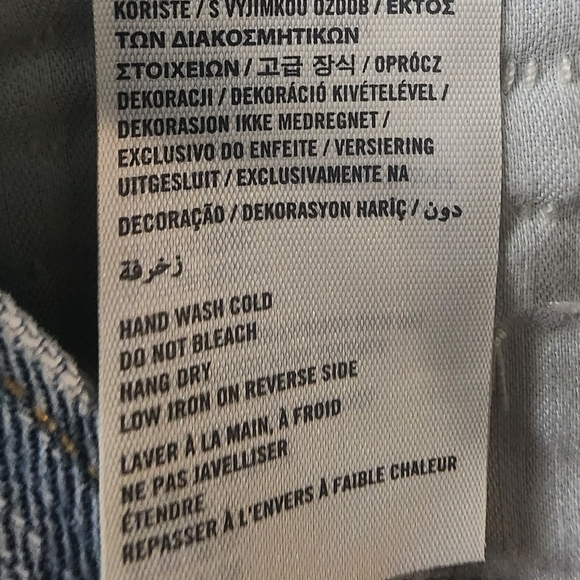 KORISTE / S VÝJIMKOU OZDOB / ΕΚΤΟΣ
ΤΩΝ ΔΙΑΚΟΣΜΗΤΙΚΩΝ
ΣΤΟΙΧΕΙΩΝ / 고급 장식 / OPRÓCZ
DEKORACJI / DEKORÁCIÓ KIVÉTELÉVEL /
DEKORASJON IKKE MEDREGNET /
EXCLUSIVO DO ENFEITE / VERSIERING
UITGESLUIT / EXCLUSIVAMENTE NA
DECORAÇÃO / DEKORASYON HARİÇ / دون
زخرفة
HAND WASH COLD
DO NOT BLEACH
HANG DRY
LOW IRON ON REVERSE SIDE
LAVER À LA MAIN, À FROID
NE PAS JAVELLISER
ÉTENDRE
REPASSER À L'ENVERS À FAIBLE CHALEUR